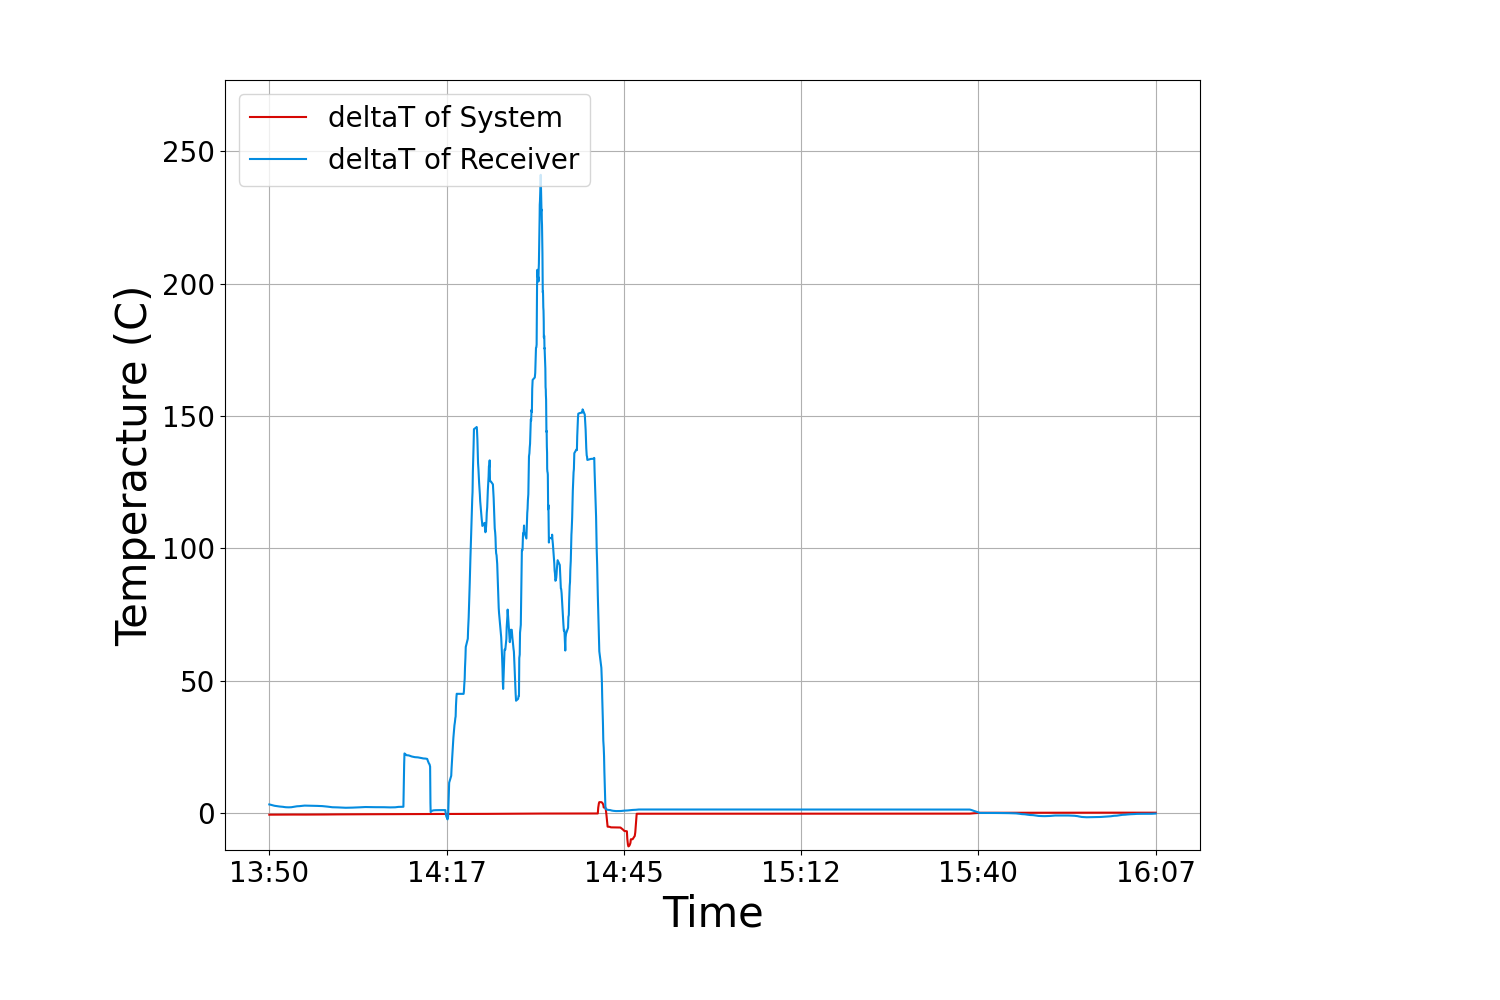 deltaT of System
deltaT of Receiver
250
200
150
100
50
0
Temperacture (C)
13:50 14:17 14:45 15:12 15:40 16:07
Time